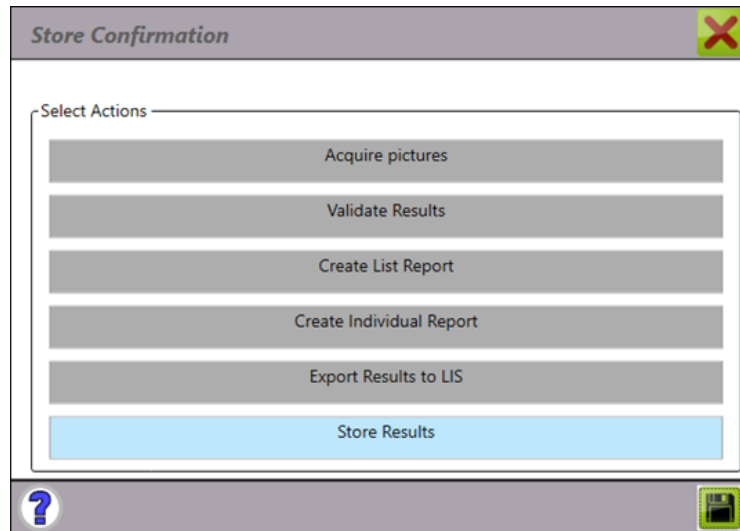 Store Confirmation
Select Actions
Acquire pictures
Validate Results
Create List Report
Create Individual Report
Export Results to LIS
Store Results
?